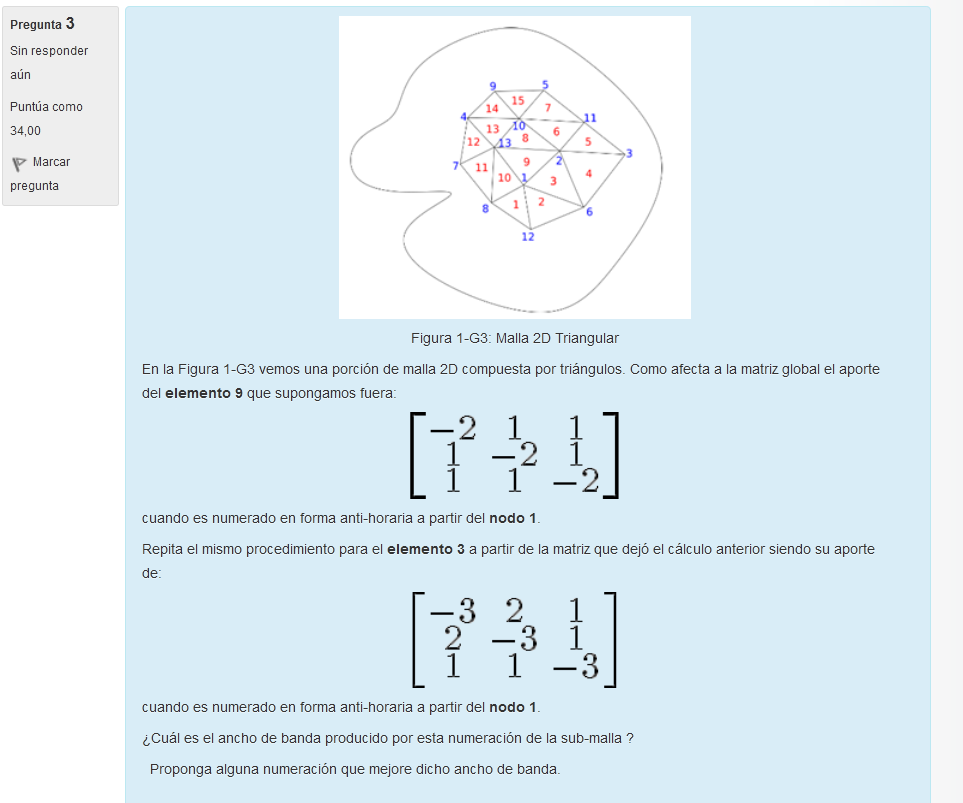 Pregunta 3
Sin responder
aún
Puntúa como
34,00
Marcar
pregunta
9 5
15
14 7
4 10 11
13 8 6
12 13 5
7 11 9 2 3
10 1 3 4
8 1 2 6
12
Figura 1-G3: Malla 2D Triangular
En la Figura 1-G3 vemos una porción de malla 2D compuesta por triángulos. Como afecta a la matriz global el aporte
del elemento 9 que supongamos fuera:
−2 1 1
1 −2 1
1 1 −2
cuando es numerado en forma anti-horaria a partir del nodo 1.
Repita el mismo procedimiento para el elemento 3 a partir de la matriz que dejó el cálculo anterior siendo su aporte
de:
−3 2 1
2 −3 1
1 1 −3
cuando es numerado en forma anti-horaria a partir del nodo 1.
¿Cuál es el ancho de banda producido por esta numeración de la sub-malla ?
Proponga alguna numeración que mejore dicho ancho de banda.